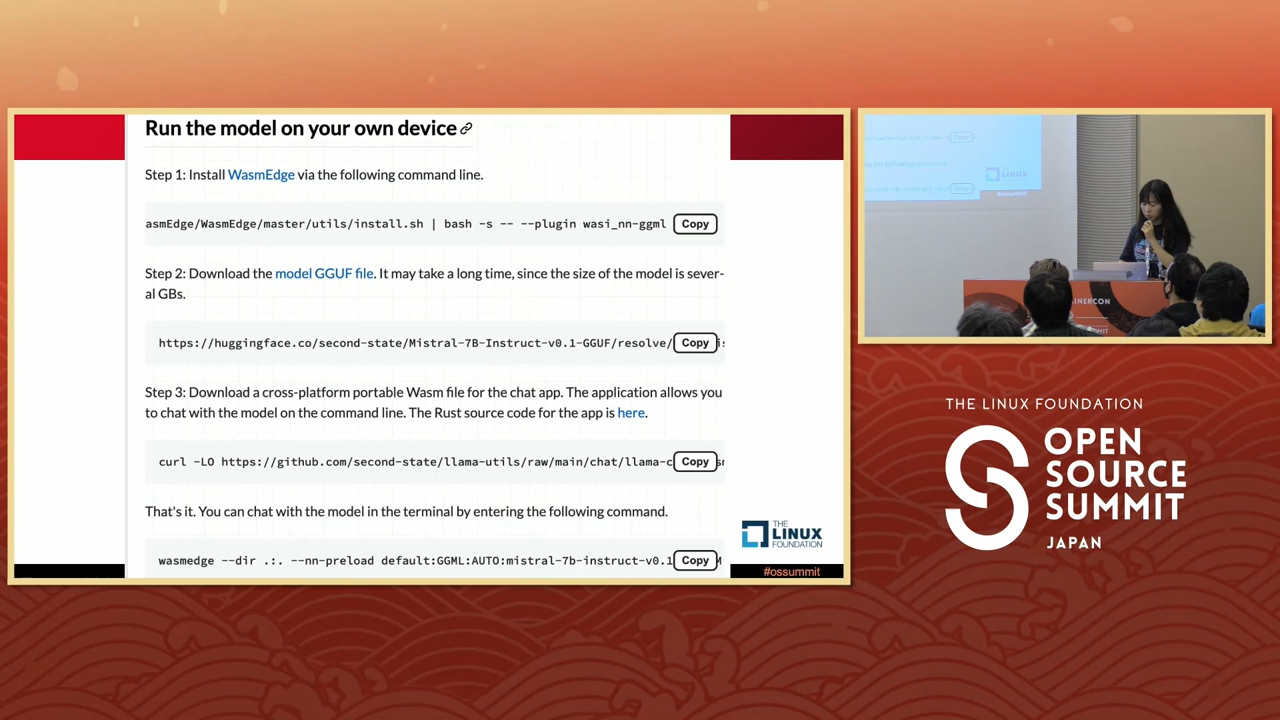 Run the model on your own device
Step 1: Install WasmEdge via the following command line.
asmEdge/WasmEdge/master/utils/install.sh | bash -s -- --plugin wasi_nn-ggml
Copy
Step 2: Download the model GGUF file. It may take a long time, since the size of the model is sever-
al GBs.
https://huggingface.co/second-state/Mistral-7B-Instruct-v0.1-GGUF/resolve/
Copy
Step 3: Download a cross-platform portable Wasm file for the chat app. The application allows you
to chat with the model on the command line. The Rust source code for the app is here.
curl -LO https://github.com/second-state/llama-utils/raw/main/chat/llama-c
Copy
That's it. You can chat with the model in the terminal by entering the following command.
wasmedge --dir .:. --nn-preload default:GGML:AUTO:mistral-7b-instruct-v0.1
Copy
THE
LINUX
FOUNDATION
#ossummit
Copy
LINUX
THE LINUX FOUNDATION
OPEN
SOURCE
SUMMIT
JAPAN